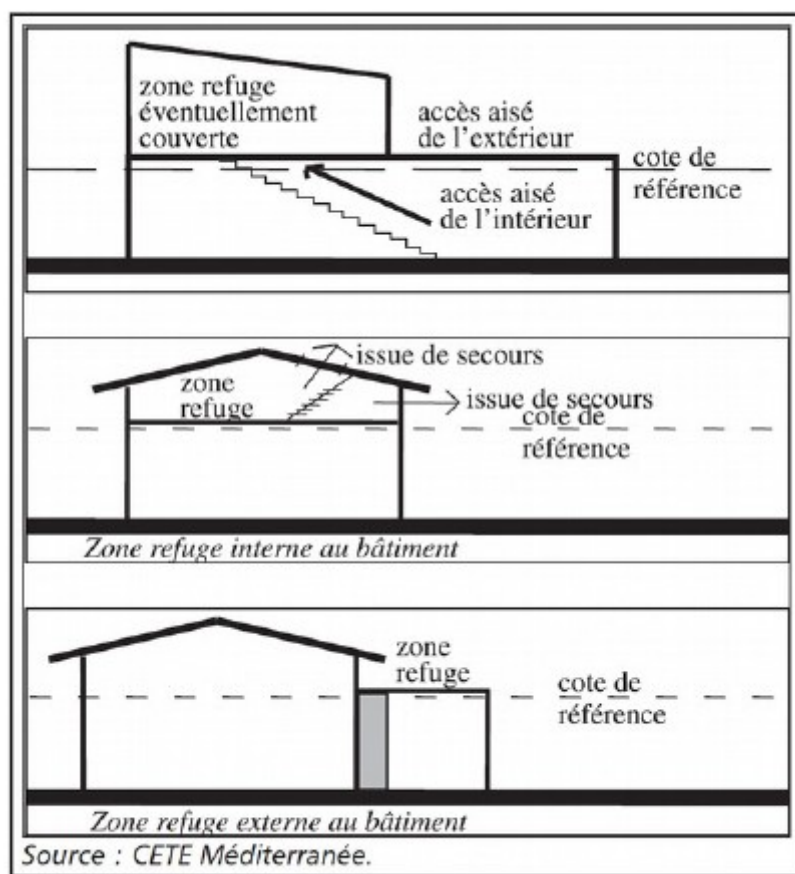 zone refuge
éventuellement
couverte
accès aisé
de l'extérieur
cote de
référence
accès aisé
de l'intérieur
issue de secours
zone
refuge
issue de secours
cote de
référence
Zone refuge interne au bâtiment
zone
refuge
cote de
référence
Zone refuge externe au bâtiment
Source : CETE Méditerranée.